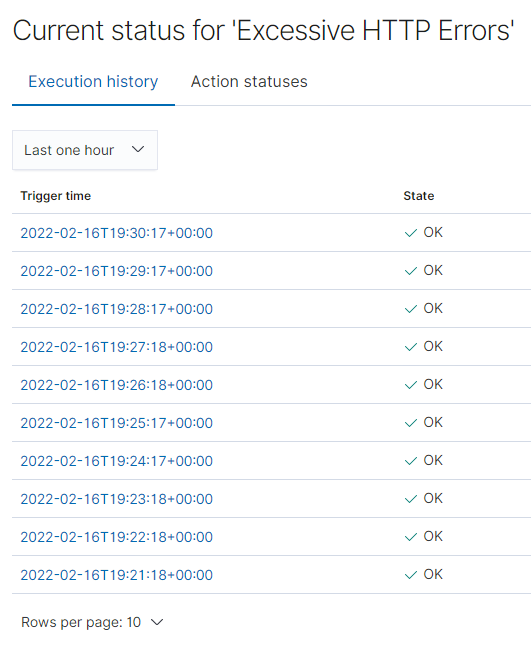 Current status for 'Excessive HTTP Errors'
Execution history Action statuses
Last one hour
Trigger time State
2022-02-16T19:30:17+00:00 OK
2022-02-16T19:29:17+00:00 OK
2022-02-16T19:28:17+00:00 OK
2022-02-16T19:27:18+00:00 OK
2022-02-16T19:26:18+00:00 OK
2022-02-16T19:25:17+00:00 OK
2022-02-16T19:24:17+00:00 OK
2022-02-16T19:23:18+00:00 OK
2022-02-16T19:22:18+00:00 OK
2022-02-16T19:21:18+00:00 OK
Rows per page: 10